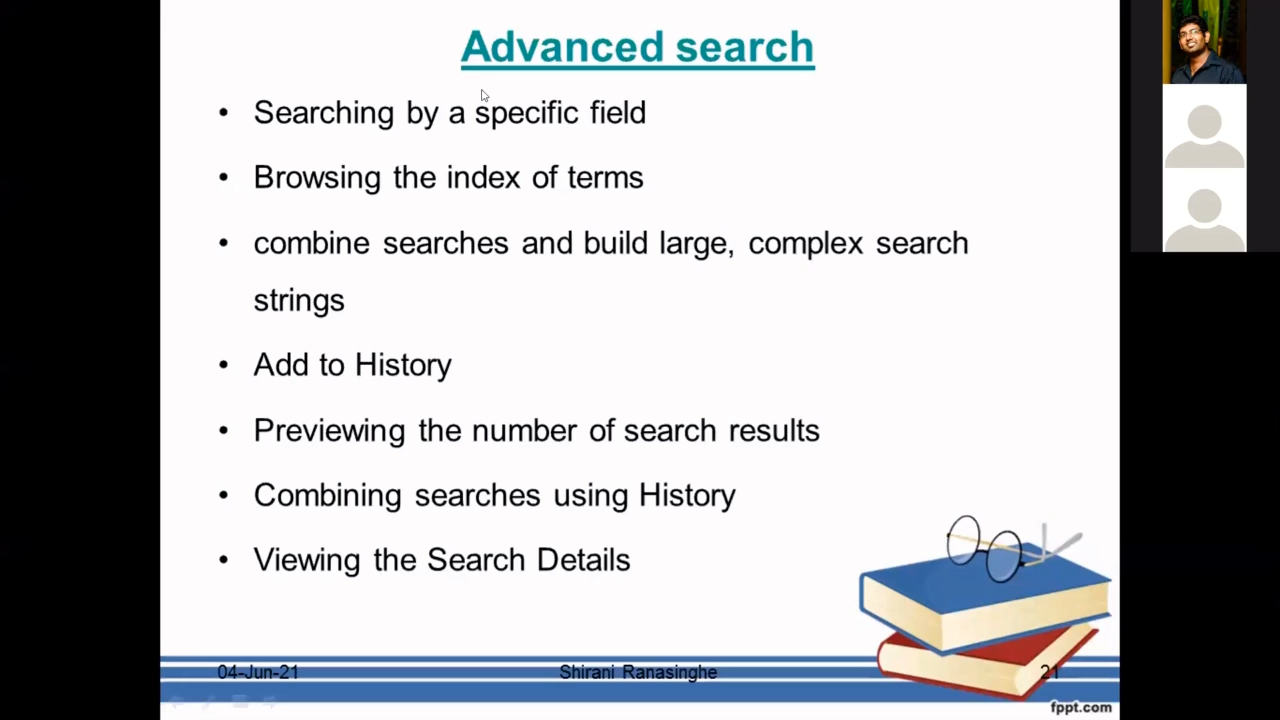 Advanced search
• Searching by a specific field
• Browsing the index of terms
• combine searches and build large, complex search
strings
• Add to History
• Previewing the number of search results
• Combining searches using History
• Viewing the Search Details
04-Jun-21 Shirani Ranasinghe 21
fppt.com